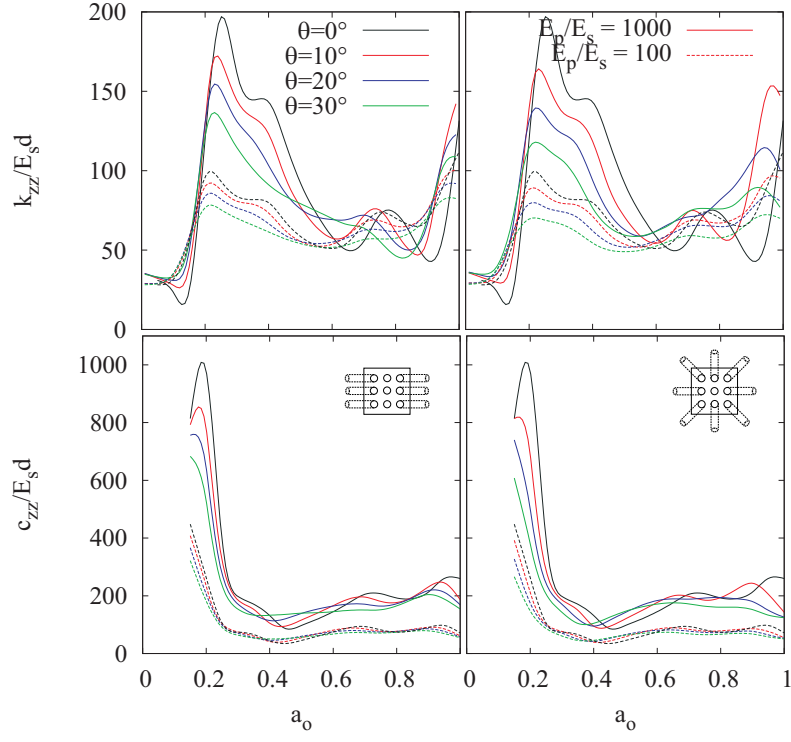 200
150
100
50
0
k_zz/E_s d
θ=0°
θ=10°
θ=20°
θ=30°
E_p/E_s = 1000
E_p/E_s = 100
1000
800
600
400
200
0
c_zz/E_s d
0 0.2 0.4 0.6 0.8 0 0.2 0.4 0.6 0.8 1
a_o a_o